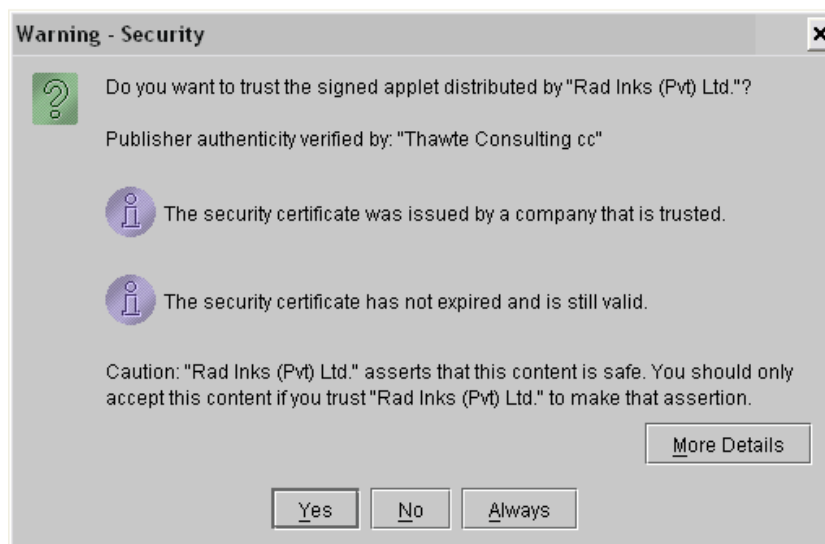 Warning - Security
Do you want to trust the signed applet distributed by "Rad Inks (Pvt) Ltd."?
Publisher authenticity verified by: "Thawte Consulting cc"
The security certificate was issued by a company that is trusted.
The security certificate has not expired and is still valid.
Caution: "Rad Inks (Pvt) Ltd." asserts that this content is safe. You should only
accept this content if you trust "Rad Inks (Pvt) Ltd." to make that assertion.
More Details
Yes No Always